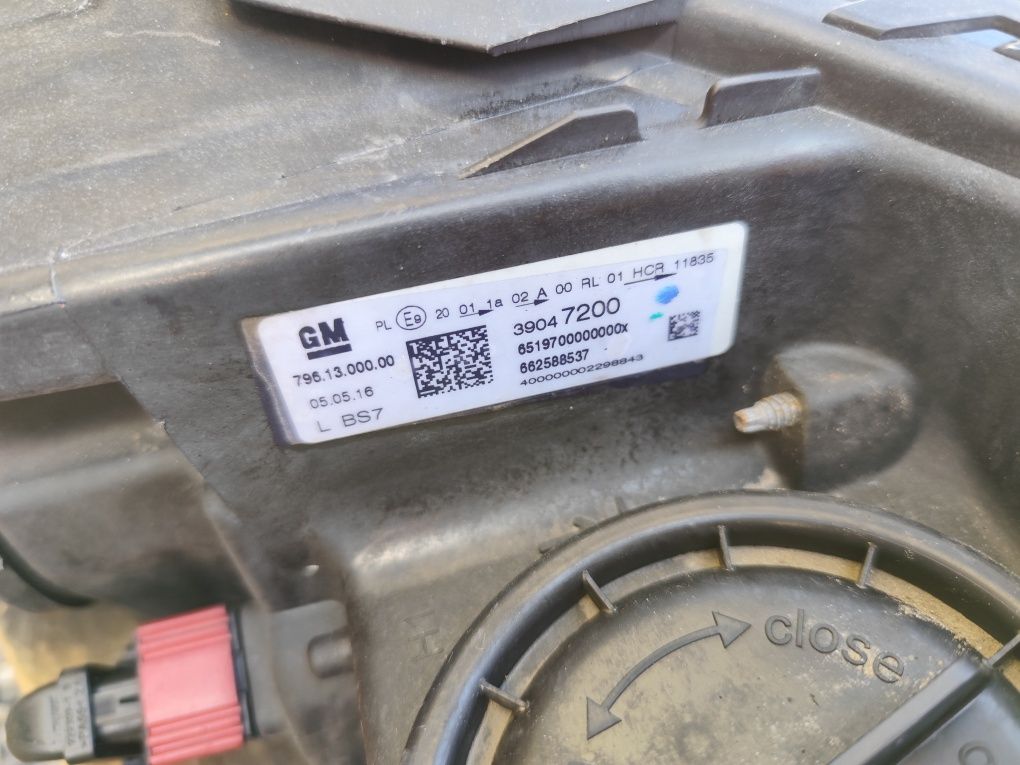 GM
PL E9 20 01 1a 02 A 00 RL 01 HCR 11835
796.13.000.00
05.05.16
L BS7
39047200
6519700000000x
662588537
400000002298843
close